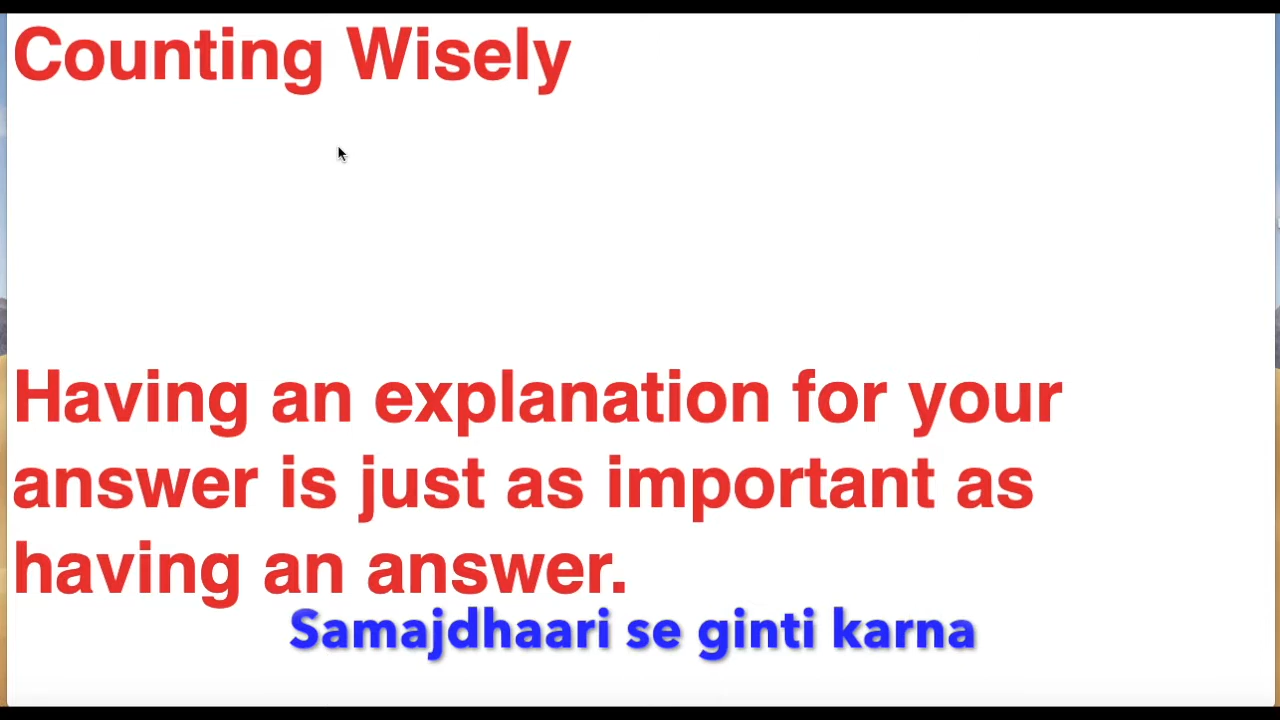 Counting Wisely
Having an explanation for your
answer is just as important as
having an answer.
Samajdhaari se ginti karna